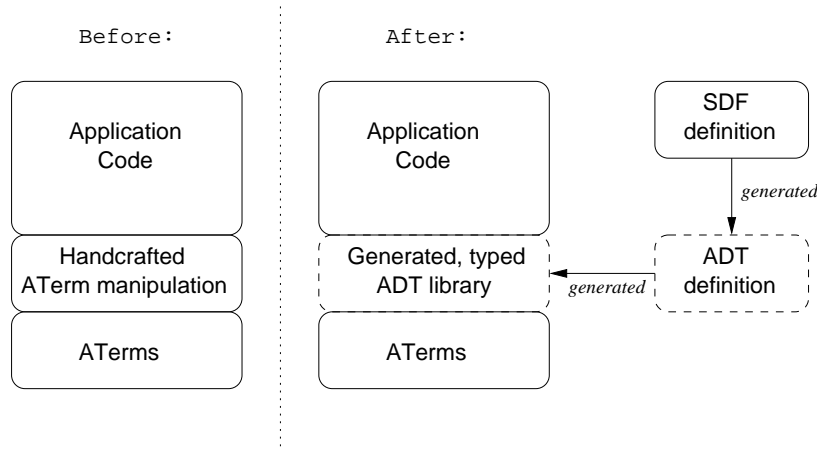 Before:
After:
Application
Code
Handcrafted
ATerm manipulation
ATerms
Application
Code
Generated, typed
ADT library
ATerms
SDF
definition
generated
ADT
definition
generated